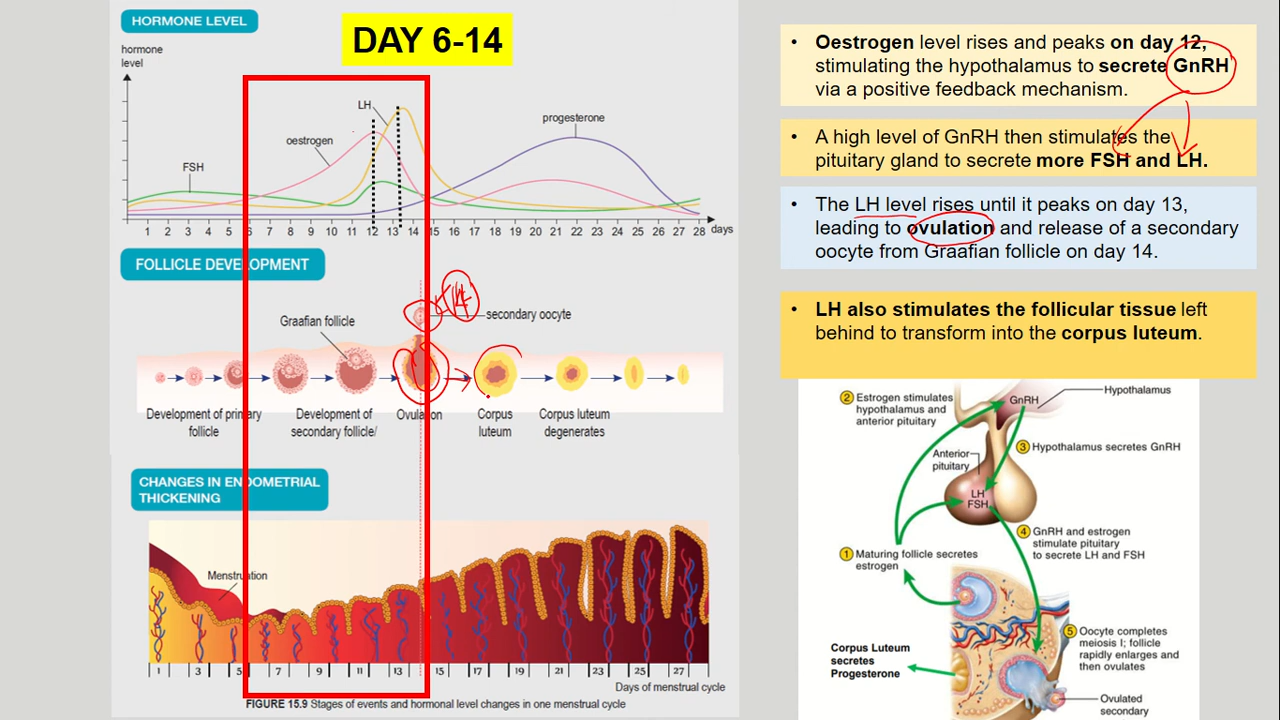 HORMONE LEVEL
DAY 6-14
hormone
level
LH
oestrogen
FSH
progesterone
1 2 3 4 5 6 7 8 9 10 11 12 13 14 15 16 17 18 19 20 21 22 23 24 25 26 27 28 days
FOLLICLE DEVELOPMENT
14
secondary oocyte
Graafian follicle
Development of primary
follicle
Development of
secondary follicle/
Ovulation
Corpus
luteum
Corpus luteum
degenerates
CHANGES IN ENDOMETRIAL
THICKENING
Menstruation
1 3 5 7 9 11 13 15 17 19 21 23 25 27
Days of menstrual cycle
FIGURE 15.9 Stages of events and hormonal level changes in one menstrual cycle
• Oestrogen level rises and peaks on day 12,
stimulating the hypothalamus to secrete GnRH
via a positive feedback mechanism.
• A high level of GnRH then stimulates the
pituitary gland to secrete more FSH and LH.
• The LH level rises until it peaks on day 13,
leading to ovulation and release of a secondary
oocyte from Graafian follicle on day 14.
• LH also stimulates the follicular tissue left
behind to transform into the corpus luteum.
Hypothalamus
GnRH
2 Estrogen stimulates
hypothalamus and
anterior pituitary
3 Hypothalamus secretes GnRH
Anterior
pituitary
LH
FSH
4 GnRH and estrogen
stimulate pituitary
to secrete LH and FSH
1 Maturing follicle secretes
estrogen
5 Oocyte completes
meiosis I; follicle
rapidly enlarges and
then ovulates
Corpus Luteum
secretes
Progesterone
Ovulated
secondary